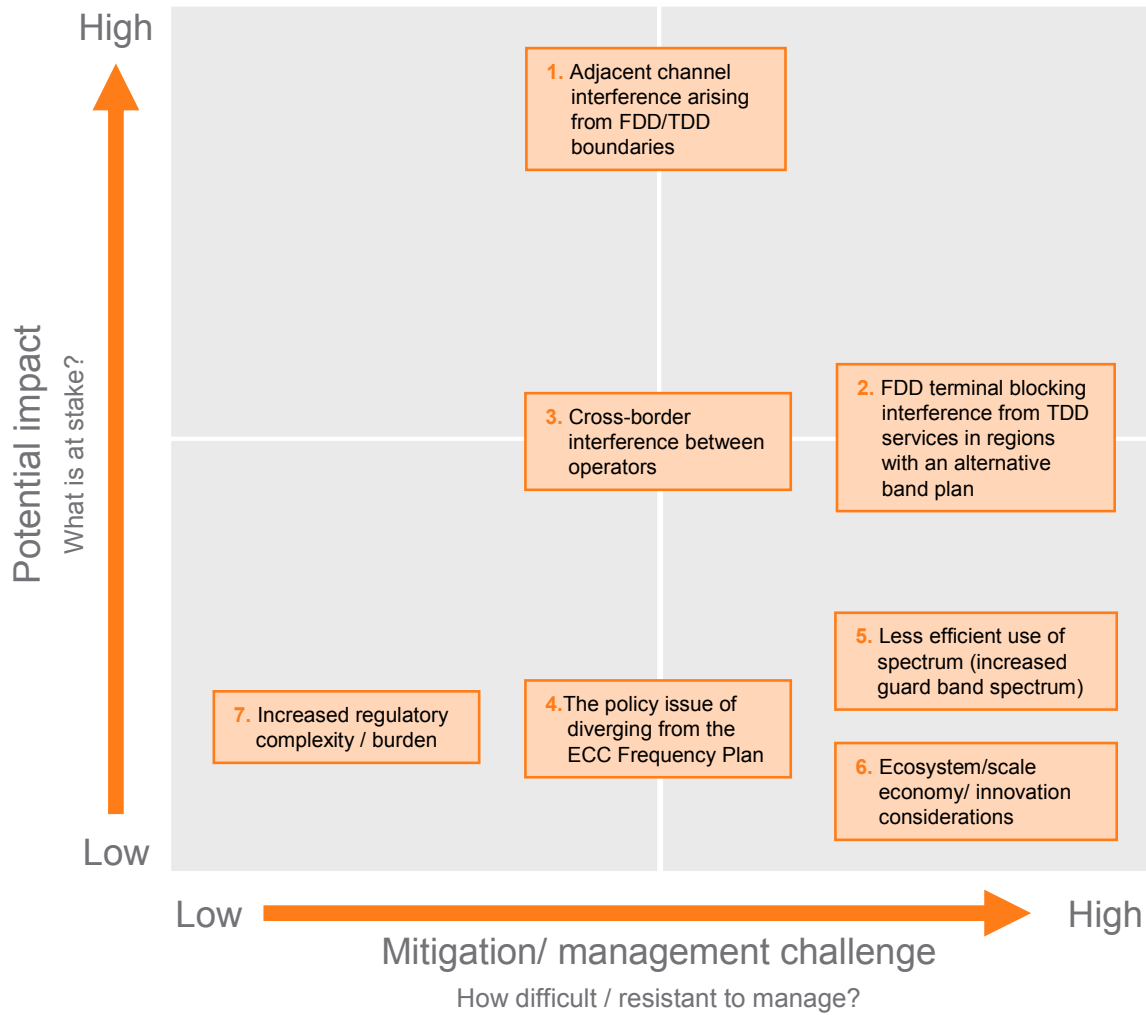 High
1. Adjacent channel
interference arising
from FDD/TDD
boundaries
Potential impact
What is at stake?
3. Cross-border
interference between
operators
2. FDD terminal blocking
interference from TDD
services in regions
with an alternative
band plan
5. Less efficient use of
spectrum (increased
guard band spectrum)
7. Increased regulatory
complexity / burden
4.The policy issue of
diverging from the
ECC Frequency Plan
6. Ecosystem/scale
economy/ innovation
considerations
Low
Low
High
Mitigation/ management challenge
How difficult / resistant to manage?